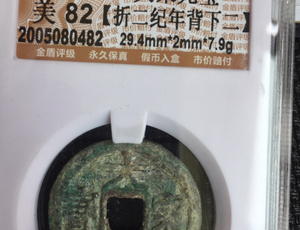 美 82【折二纪年背下二】
2005080482 29.4mm*2mm*7.9g
金盾评级 永久保真 假币入盒 市价赔付